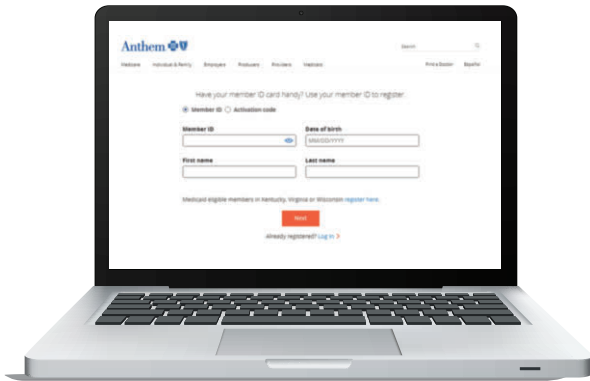 Anthem
Search
Medicare Individual & Family Employers Producers Providers Medicaid Find a Doctor Español
Have your member ID card handy? Use your member ID to register.
Member ID Activation code
Member ID Date of birth
MM/DD/YYYY
First name Last name
Medicaid eligible members in Kentucky, Virginia or Wisconsin register here.
Next
Already registered? Log in >